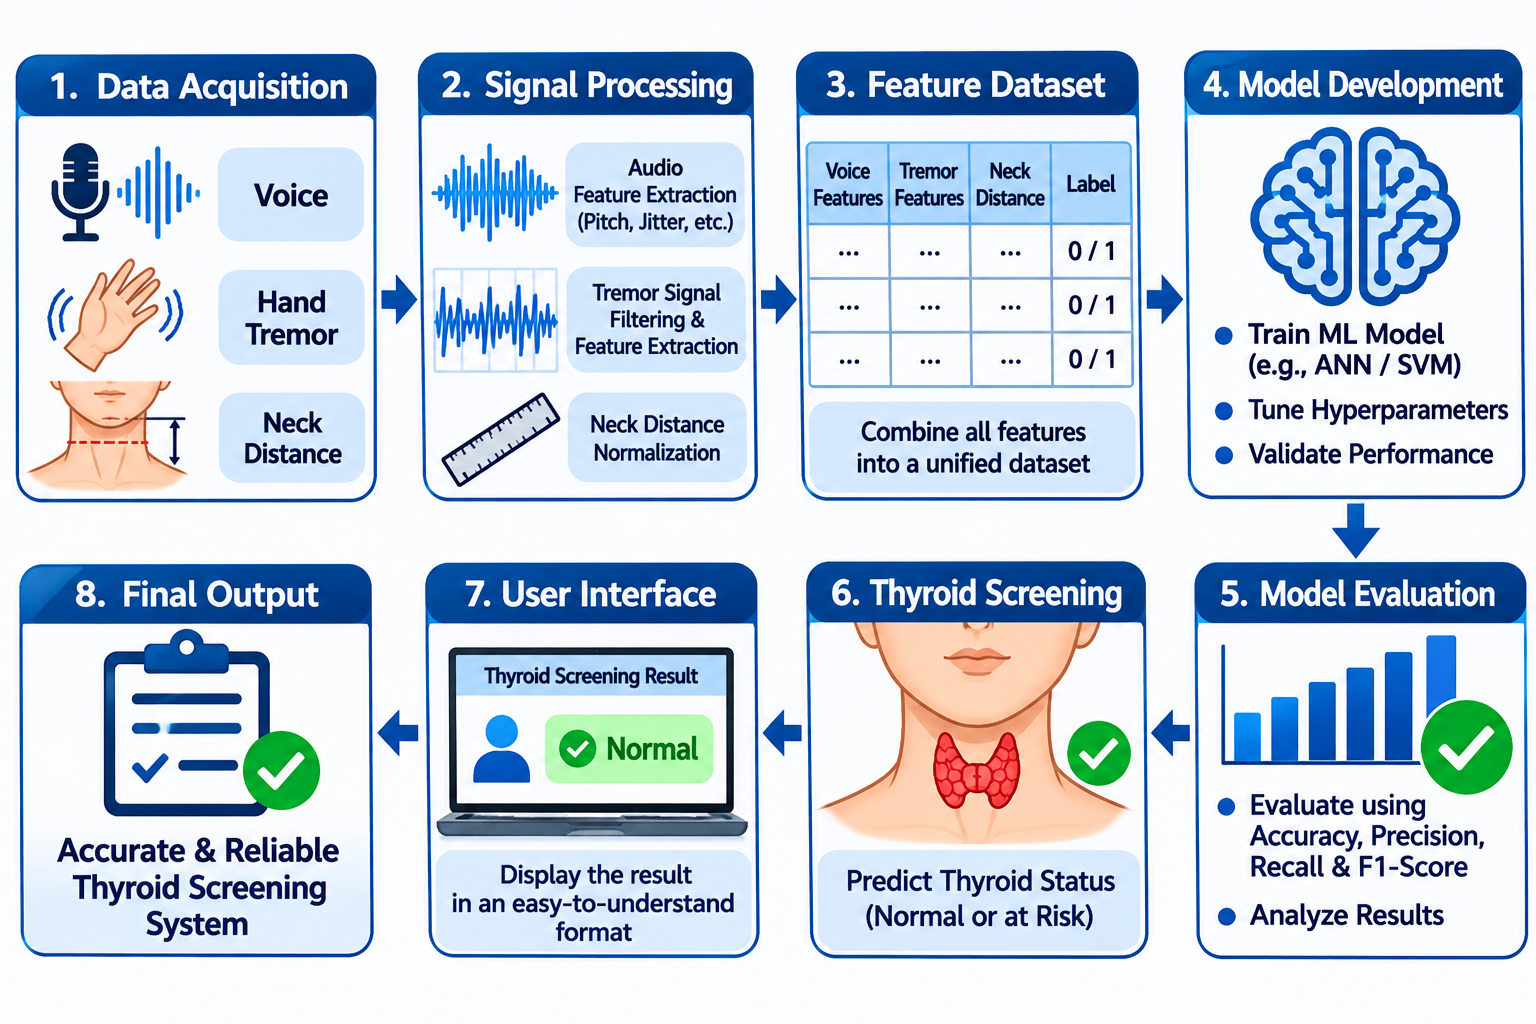 1. Data Acquisition
Voice
Hand
Tremor
Neck
Distance
2. Signal Processing
Audio
Feature Extraction
(Pitch, Jitter, etc.)
Tremor Signal
Filtering &
Feature Extraction
Neck Distance
Normalization
3. Feature Dataset
Voice Features
Tremor Features
Neck Distance
Label
... ... ... 0 / 1
... ... ... 0 / 1
... ... ... 0 / 1
Combine all features
into a unified dataset
4. Model Development
Train ML Model
(e.g., ANN / SVM)
Tune Hyperparameters
Validate Performance
5. Model Evaluation
Evaluate using
Accuracy, Precision,
Recall & F1-Score
Analyze Results
6. Thyroid Screening
Predict Thyroid Status
(Normal or at Risk)
7. User Interface
Thyroid Screening Result
Normal
Display the result
in an easy-to-understand
format
8. Final Output
Accurate & Reliable
Thyroid Screening
System